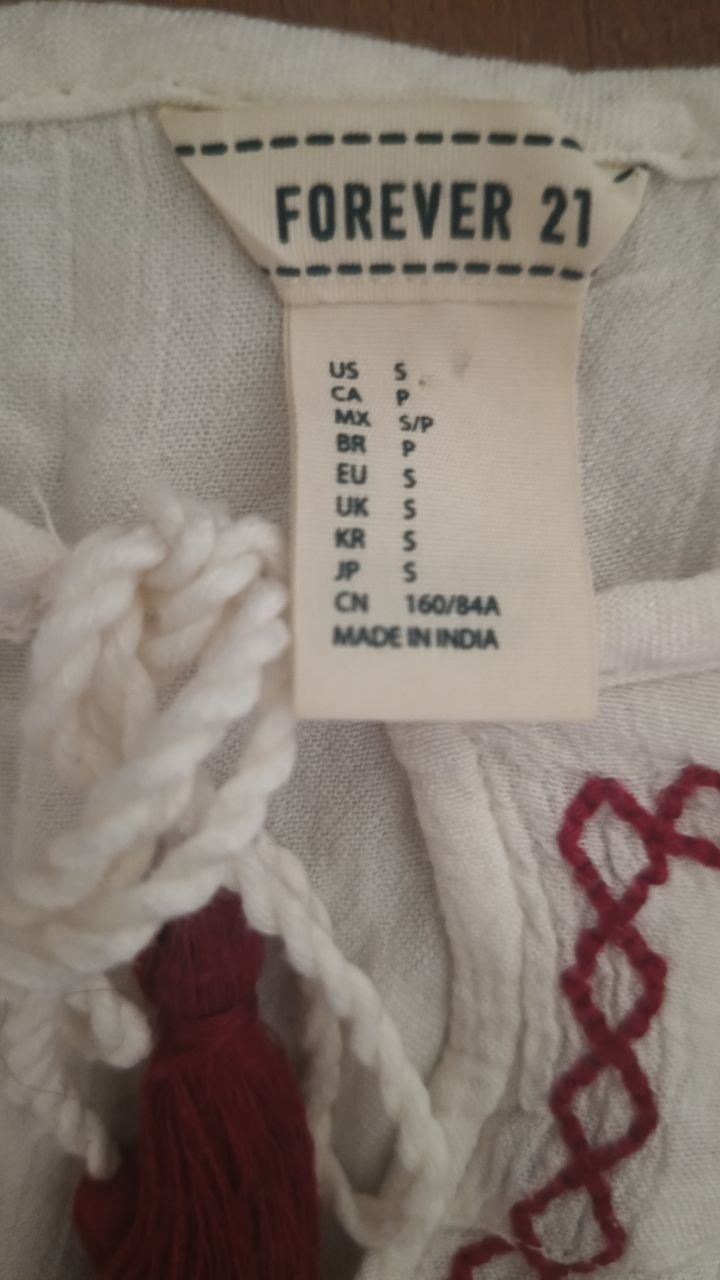 FOREVER 21
US S
CA P
MX S/P
BR P
EU S
UK S
KR S
JP S
CN 160/84A
MADE IN INDIA